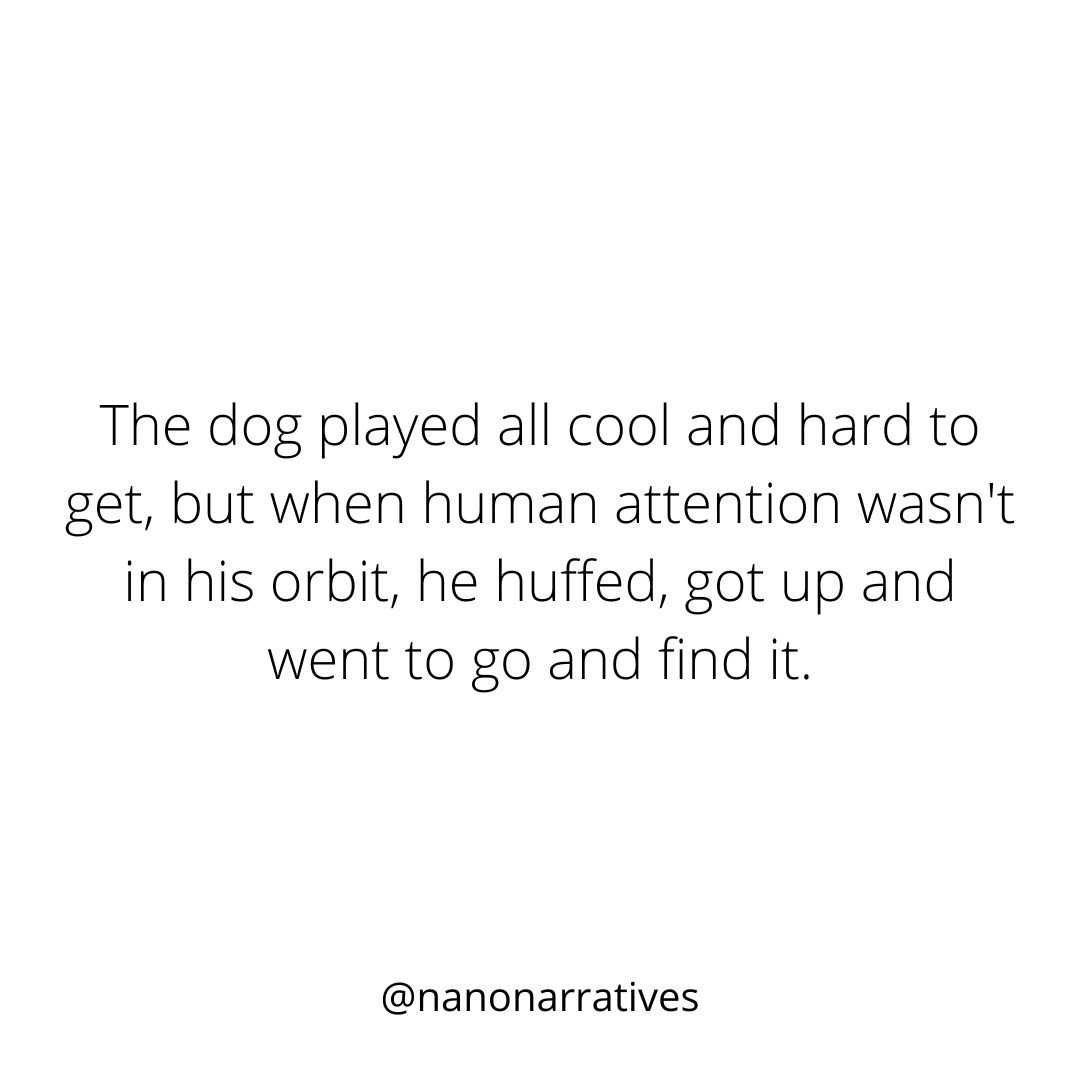 The dog played all cool and hard to
get, but when human attention wasn't
in his orbit, he huffed, got up and
went to go and find it.
@nanonarratives